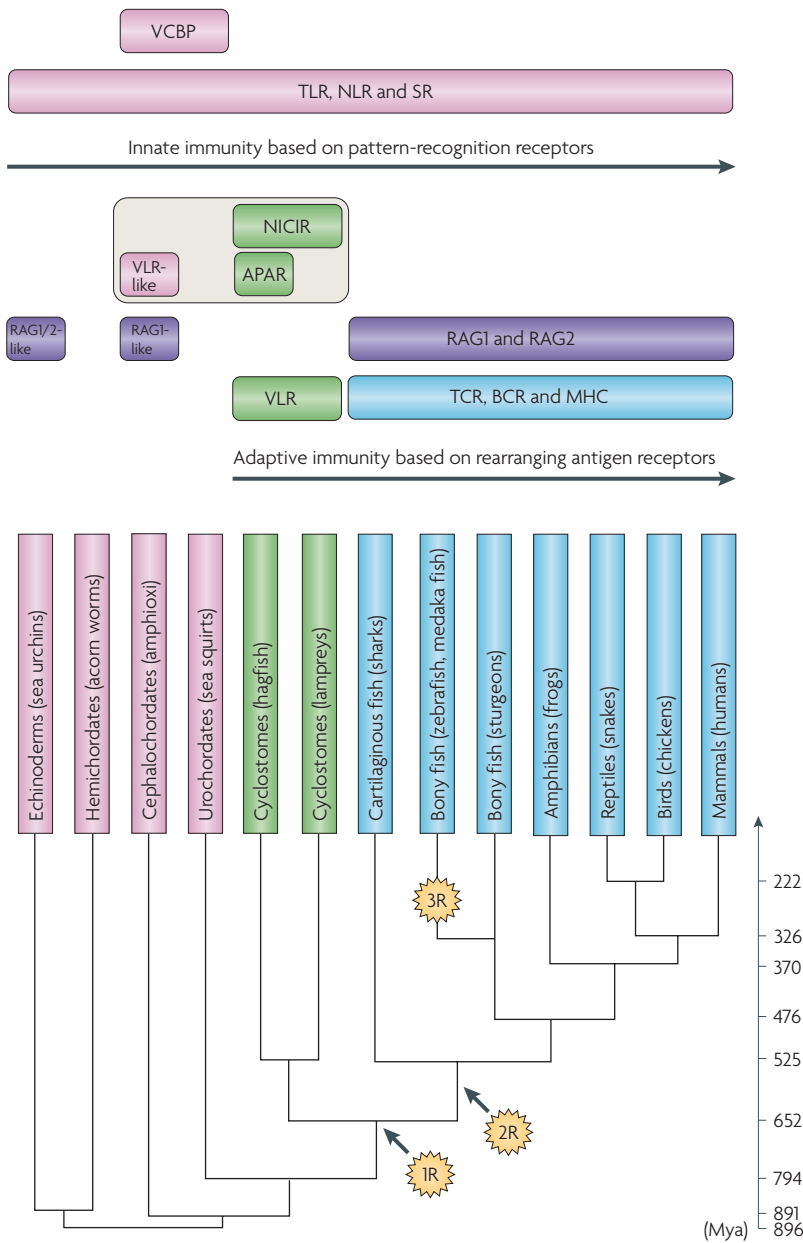 VCBP
TLR, NLR and SR
Innate immunity based on pattern-recognition receptors
NICIR
VLR-
like
APAR
RAG1/2-
like
RAG1-
like
RAG1 and RAG2
VLR
TCR, BCR and MHC
Adaptive immunity based on rearranging antigen receptors
Echinoderms (sea urchins)
Hemichordates (acorn worms)
Cephalochordates (amphioxi)
Urochordates (sea squirts)
Cyclostomes (hagfish)
Cyclostomes (lampreys)
Cartilaginous fish (sharks)
Bony fish (zebrafish, medaka fish)
Bony fish (sturgeons)
Amphibians (frogs)
Reptiles (snakes)
Birds (chickens)
Mammals (humans)
3R
222
326
370
476
525
652
2R
1R
794
891
(Mya) 896